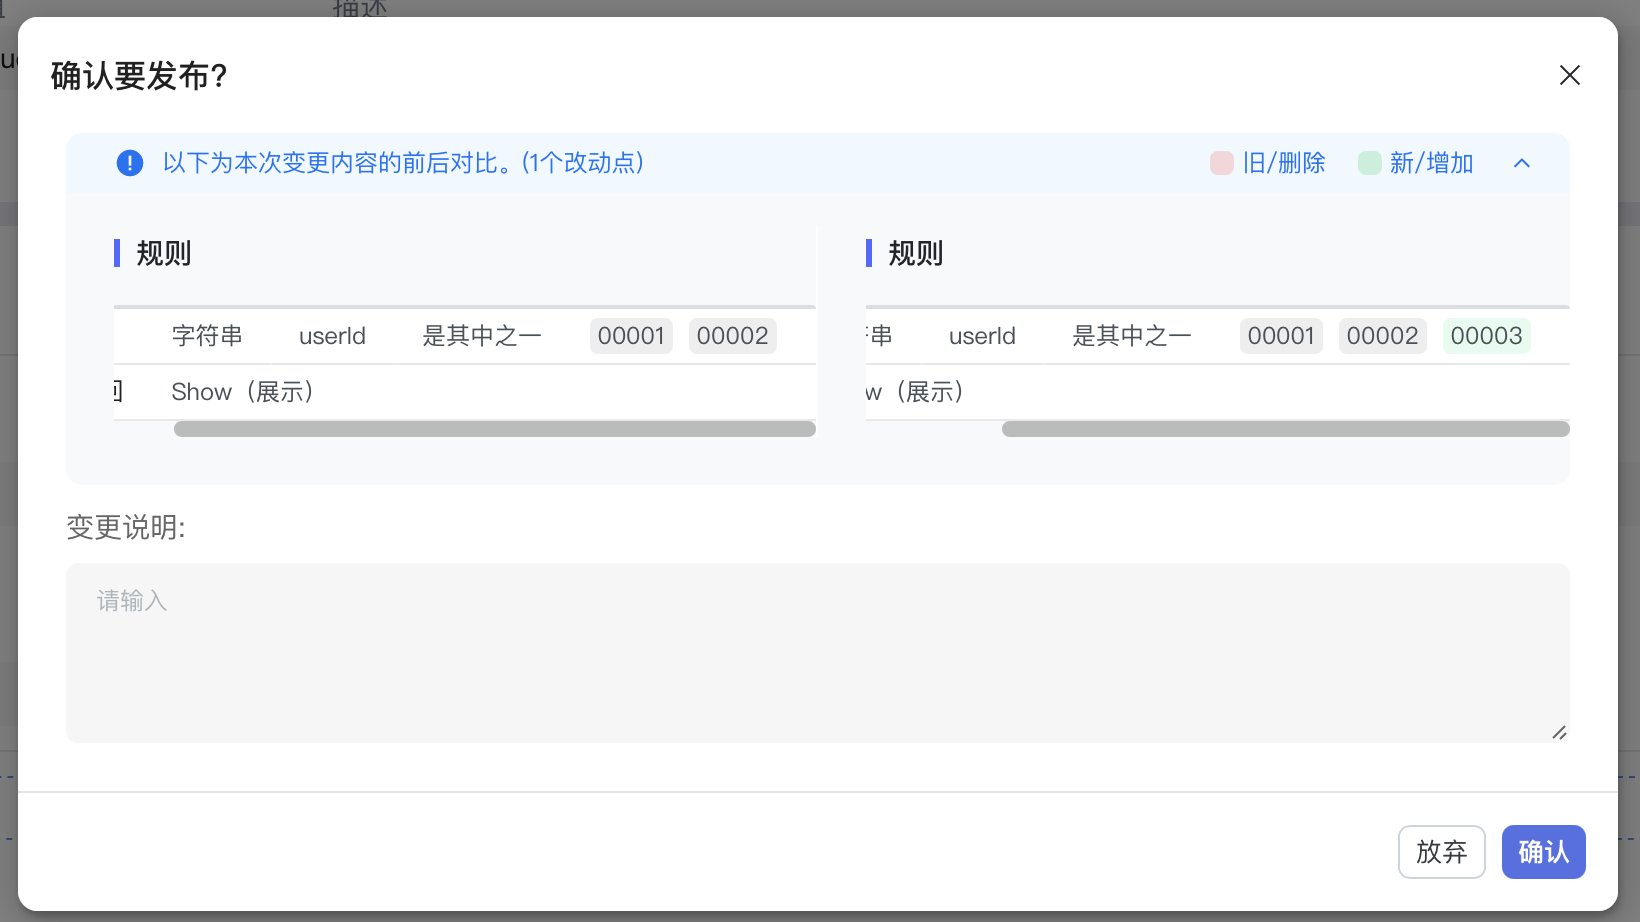 描述
确认要发布?
以下为本次变更内容的前后对比。(1个改动点)
旧/删除 新/增加
规则
字符串 userId 是其中之一 00001 00002
Show（展示）
规则
串 userId 是其中之一 00001 00002 00003
w（展示）
变更说明:
请输入
放弃 确认